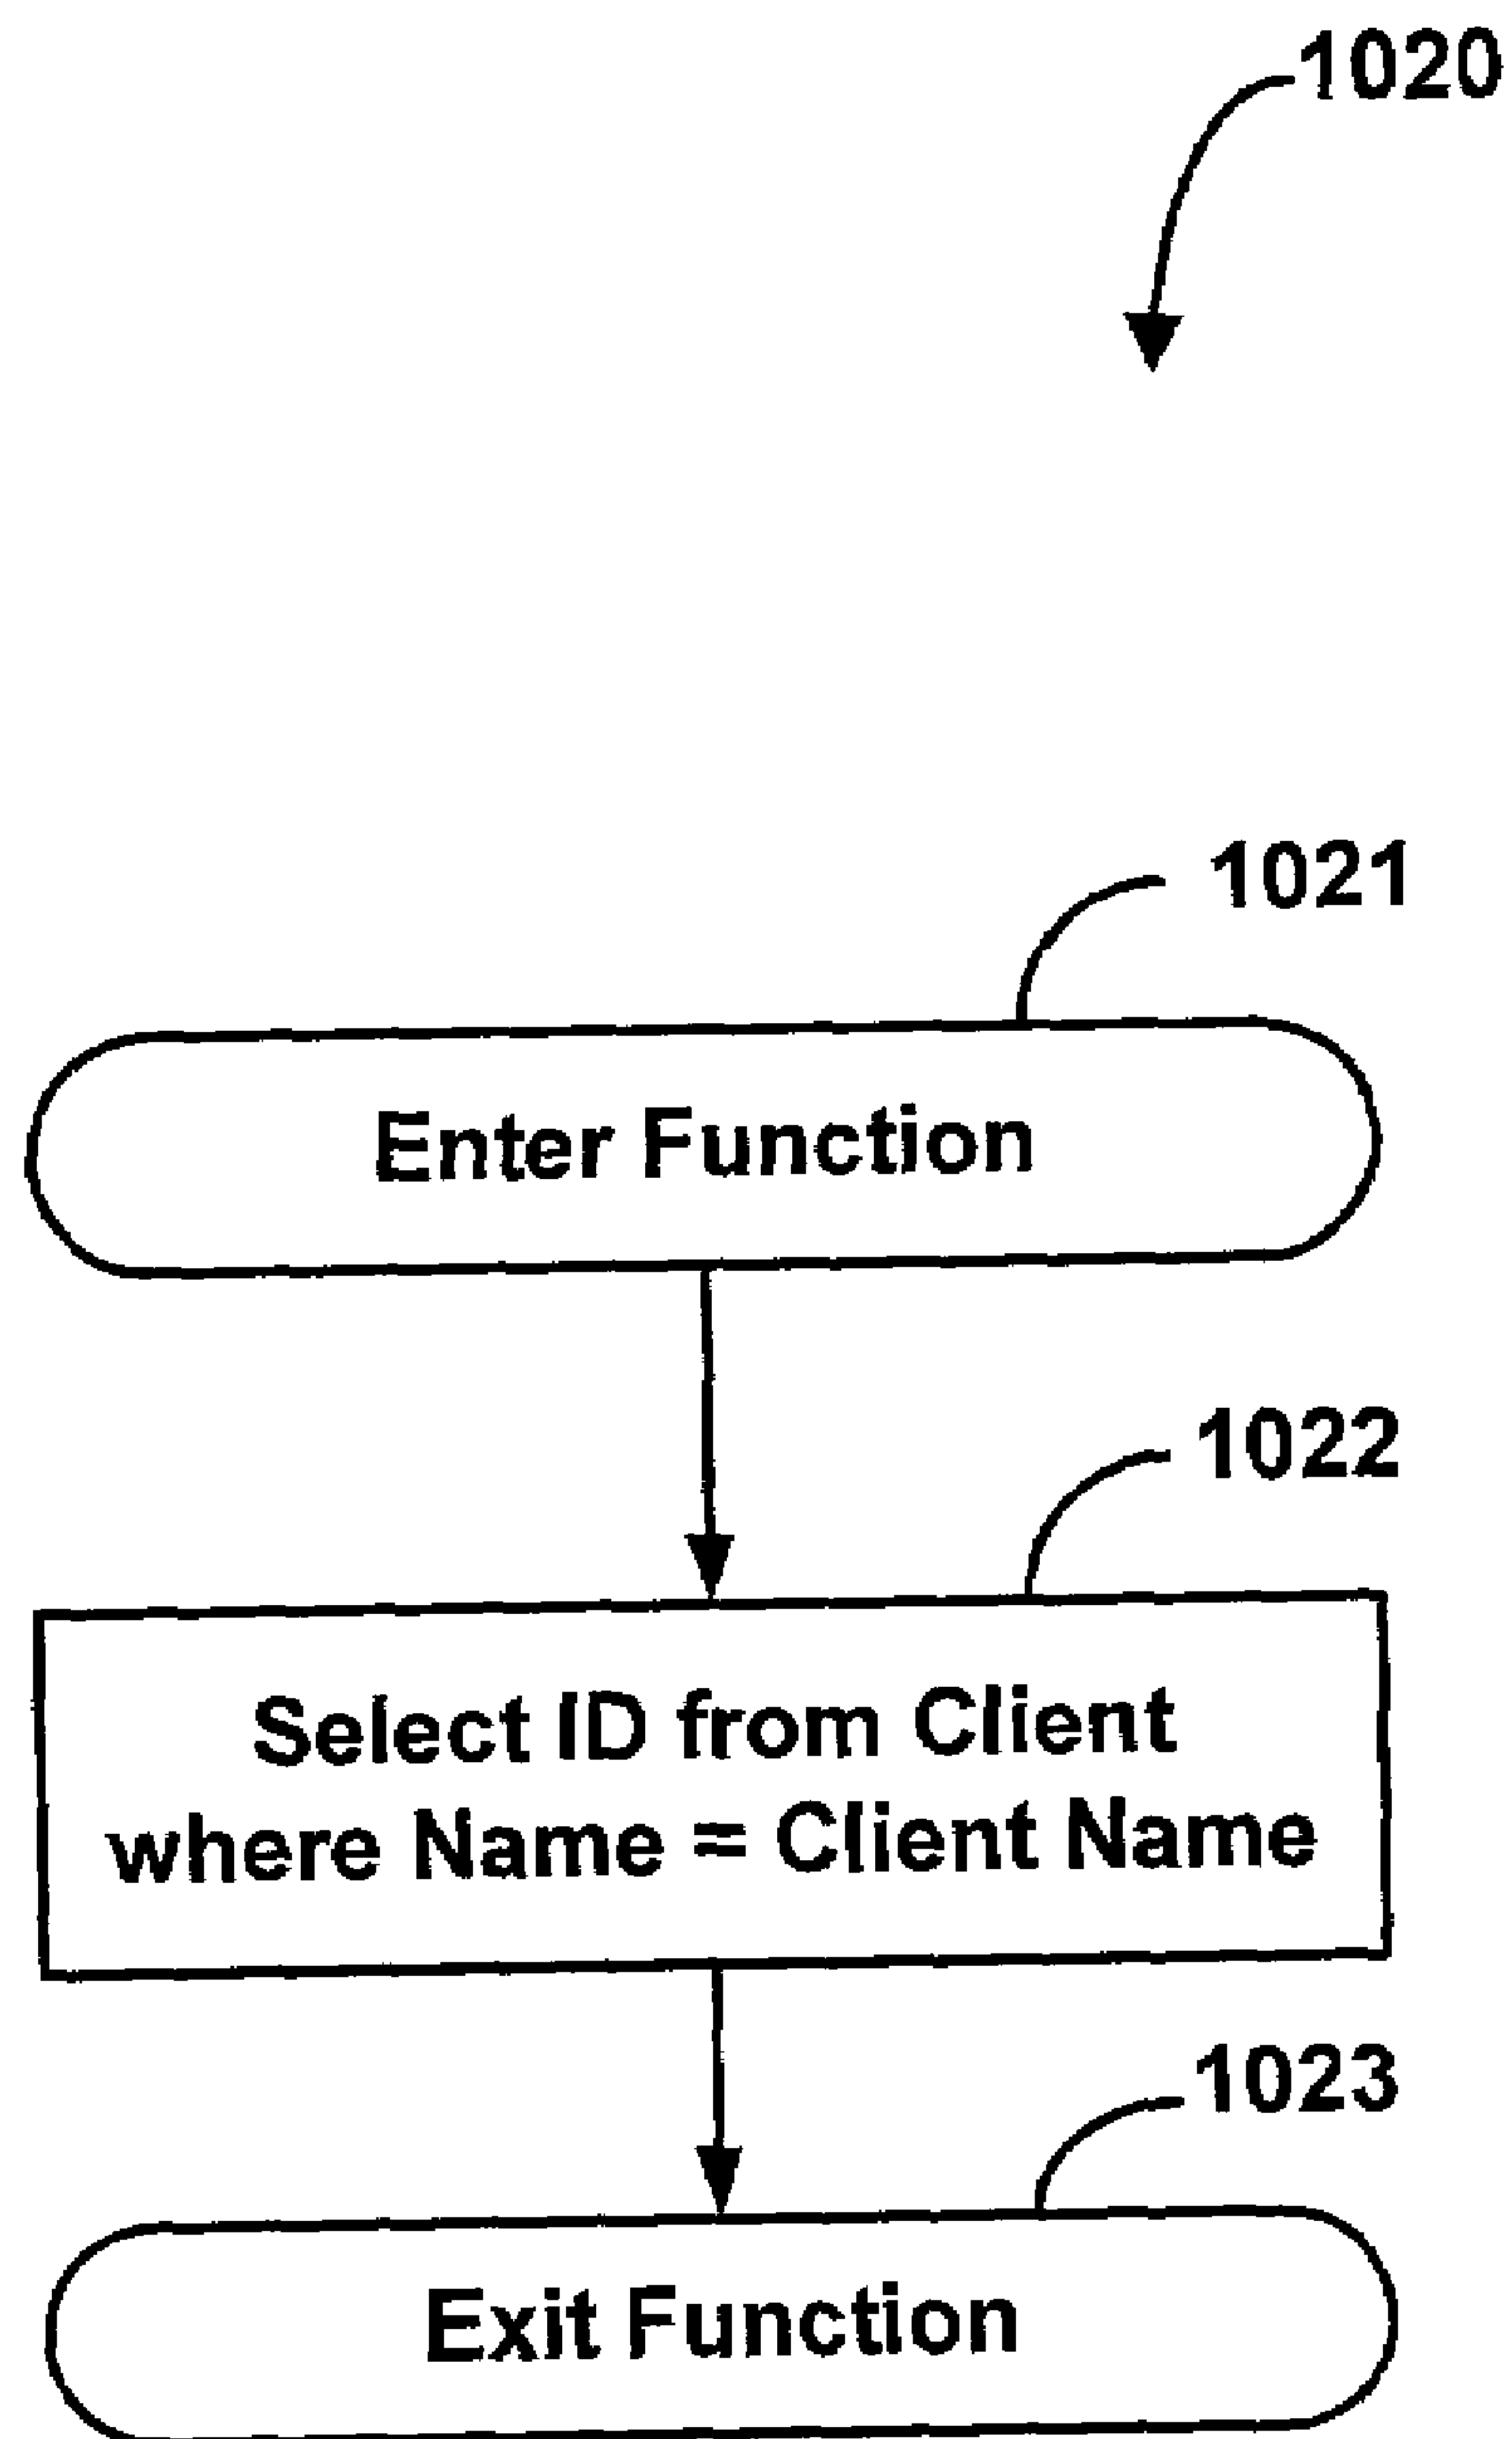 1020
1021
Enter Function
1022
Select ID from Client
where Name = Client Name
1023
Exit Function